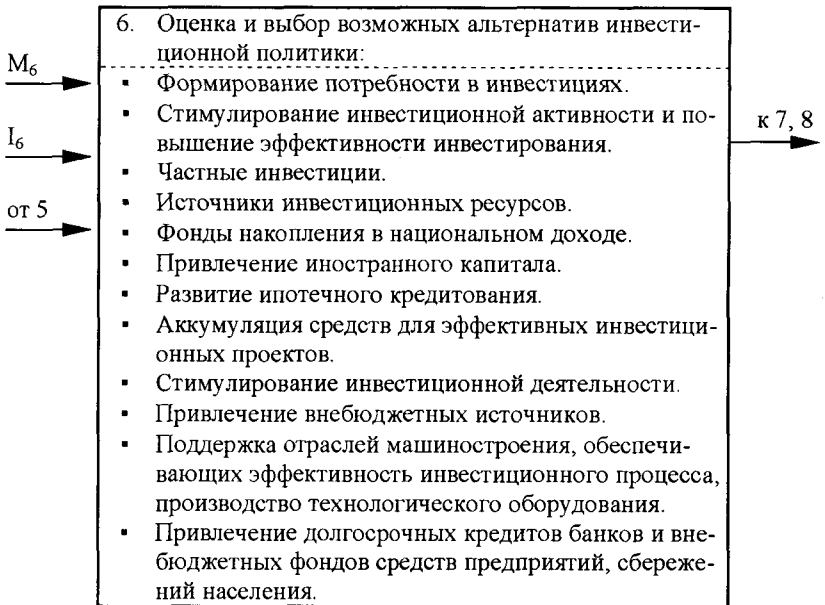 6. Оценка и выбор возможных альтернатив инвести-
ционной политики:
M₆
▪ Формирование потребности в инвестициях.
▪ Стимулирование инвестиционной активности и по-
вышение эффективности инвестирования.
к 7, 8
I₆
▪ Частные инвестиции.
▪ Источники инвестиционных ресурсов.
от 5
▪ Фонды накопления в национальном доходе.
▪ Привлечение иностранного капитала.
▪ Развитие ипотечного кредитования.
▪ Аккумуляция средств для эффективных инвестици-
онных проектов.
▪ Стимулирование инвестиционной деятельности.
▪ Привлечение внебюджетных источников.
▪ Поддержка отраслей машиностроения, обеспечи-
вающих эффективность инвестиционного процесса,
производство технологического оборудования.
▪ Привлечение долгосрочных кредитов банков и вне-
бюджетных фондов средств предприятий, сбереже-
ний населения.